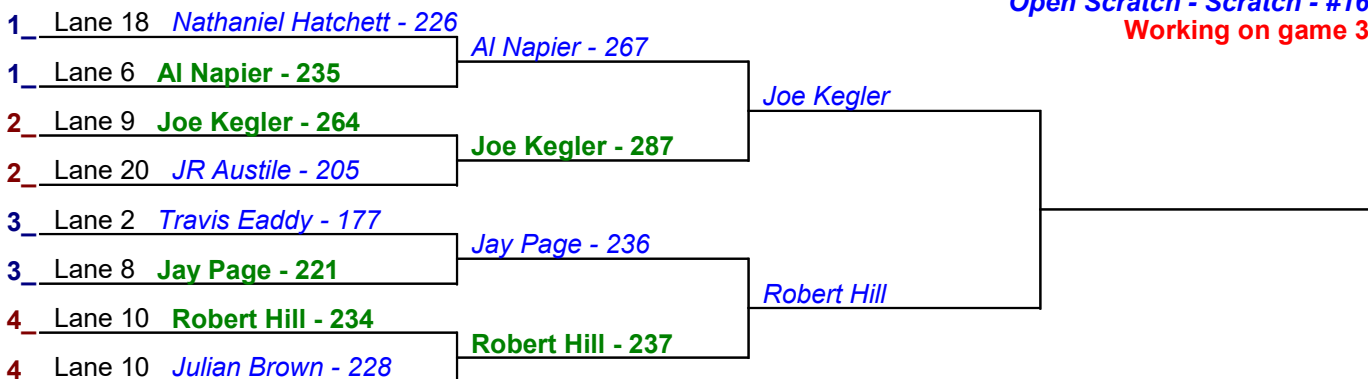 Open Scratch - Scratch - #16
Working on game 3
1_ Lane 18 Nathaniel Hatchett - 226
Al Napier - 267
1_ Lane 6 Al Napier - 235
Joe Kegler
2_ Lane 9 Joe Kegler - 264
Joe Kegler - 287
2_ Lane 20 JR Austile - 205
3_ Lane 2 Travis Eaddy - 177
Jay Page - 236
3_ Lane 8 Jay Page - 221
Robert Hill
4_ Lane 10 Robert Hill - 234
Robert Hill - 237
4 Lane 10 Julian Brown - 228